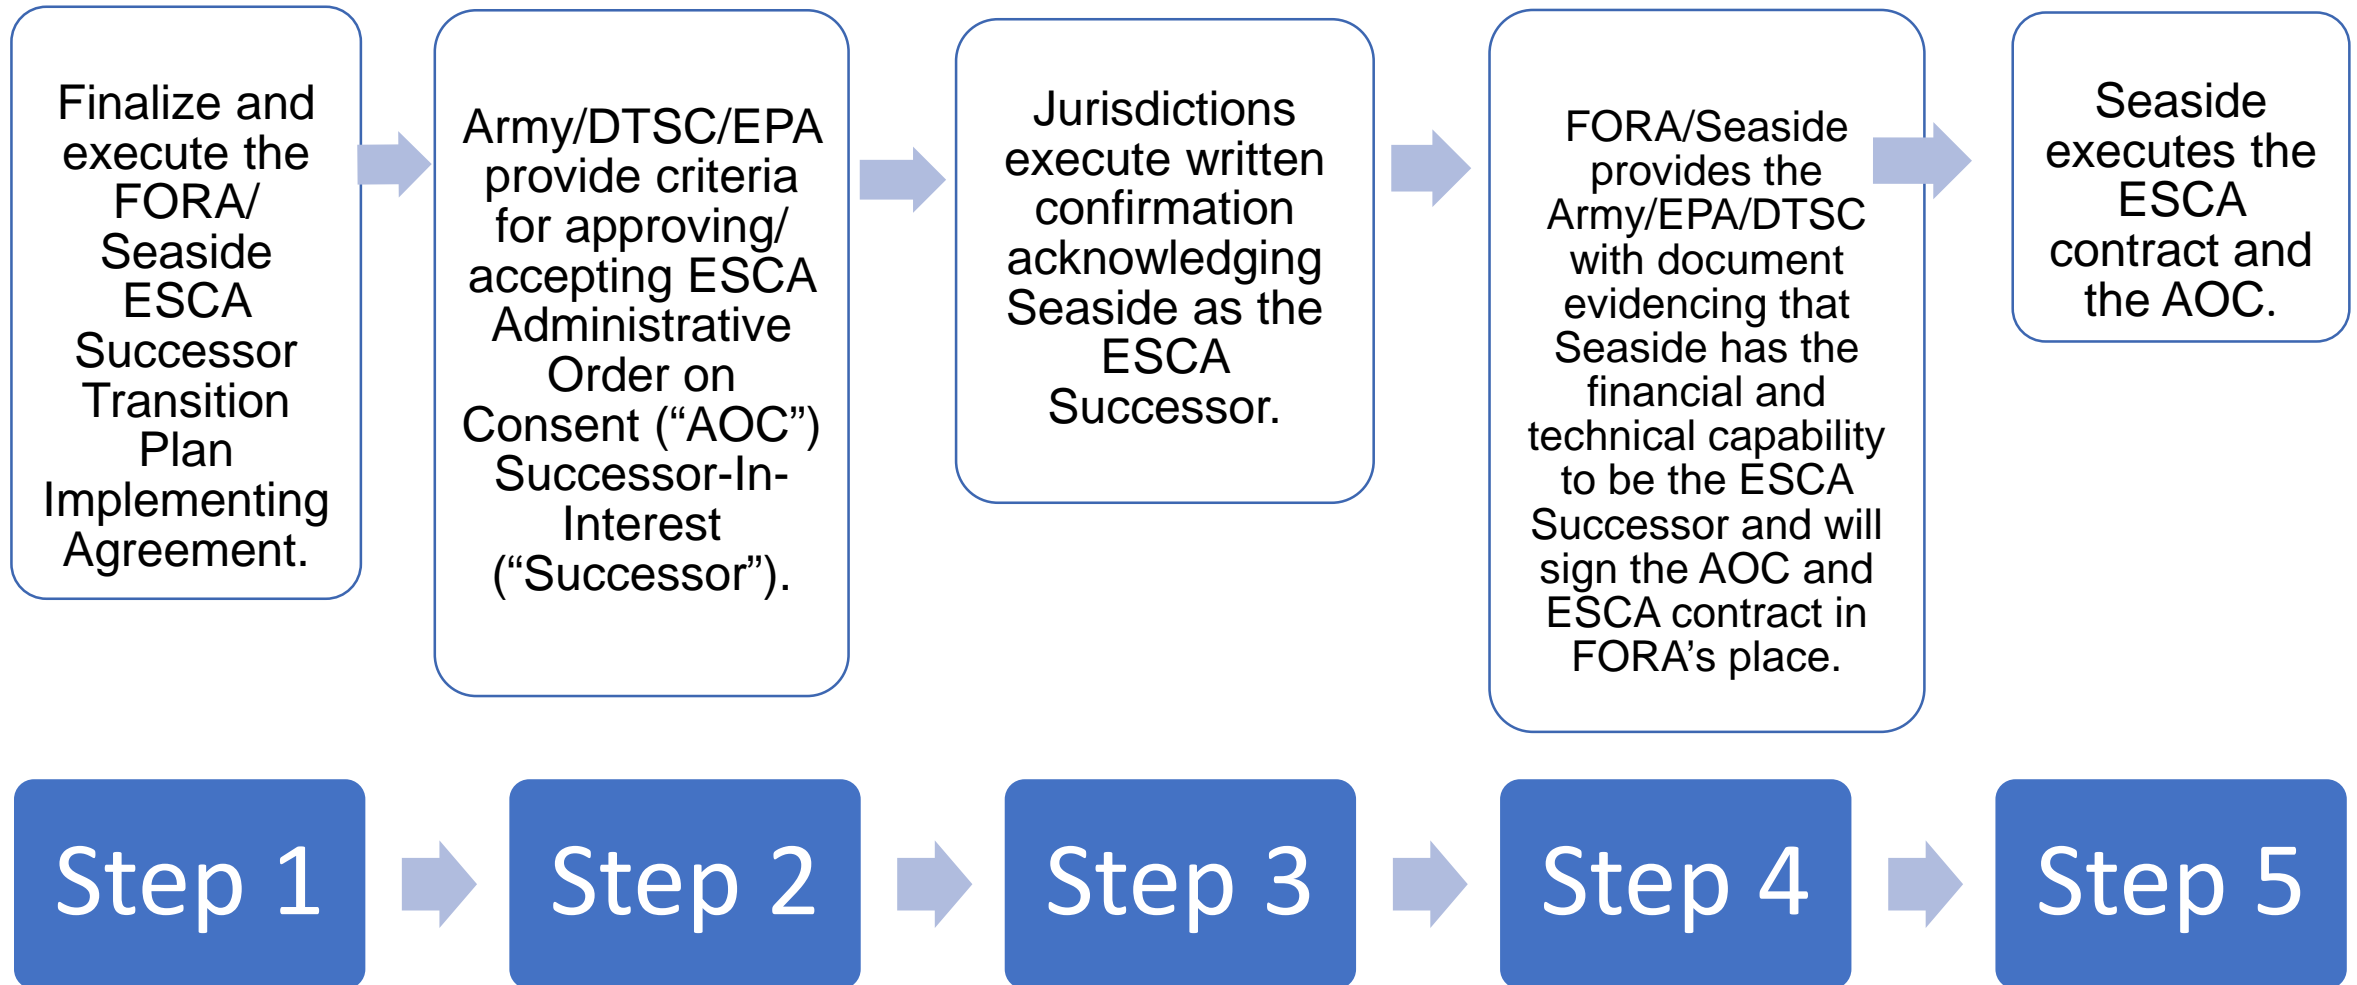 Finalize and
execute the
FORA/
Seaside
ESCA
Successor
Transition
Plan
Implementing
Agreement.
Army/DTSC/EPA
provide criteria
for approving/
accepting ESCA
Administrative
Order on
Consent (“AOC”)
Successor-In-
Interest
(“Successor”).
Jurisdictions
execute written
confirmation
acknowledging
Seaside as the
ESCA
Successor.
FORA/Seaside
provides the
Army/EPA/DTSC
with document
evidencing that
Seaside has the
financial and
technical capability
to be the ESCA
Successor and will
sign the AOC and
ESCA contract in
FORA’s place.
Seaside
executes the
ESCA
contract and
the AOC.
Step 1
Step 2
Step 3
Step 4
Step 5